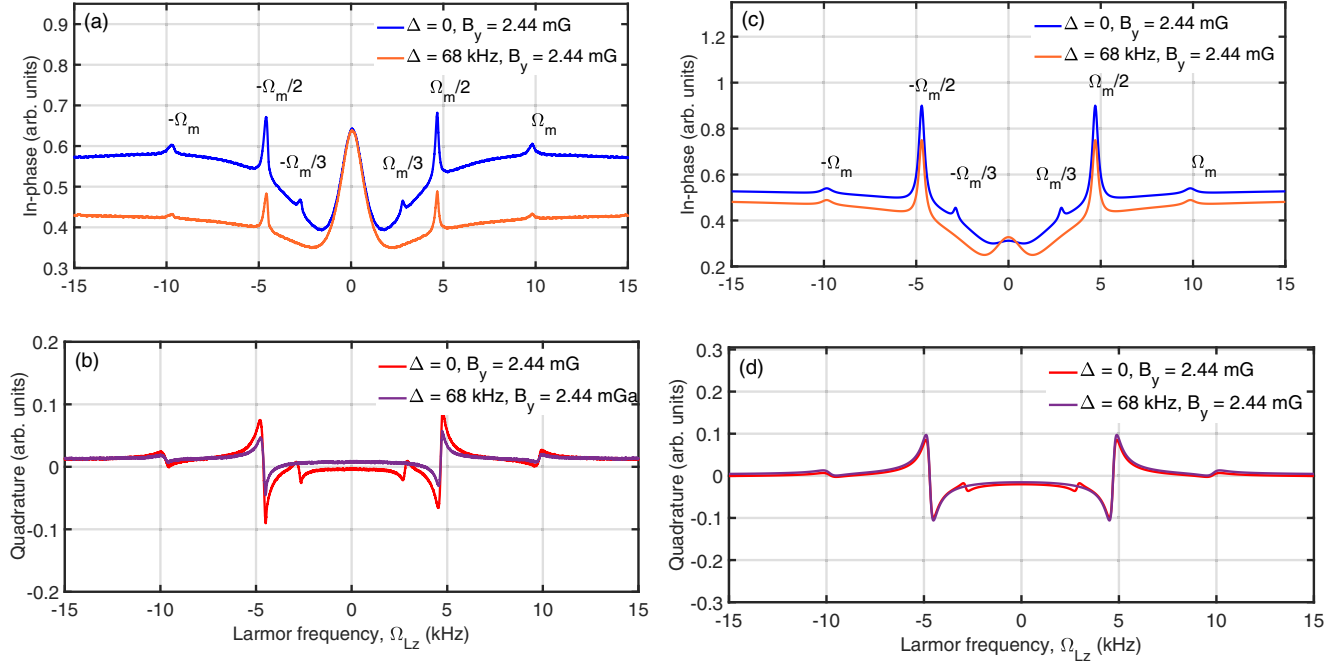 (a)
Δ = 0, B_y = 2.44 mG
Δ = 68 kHz, B_y = 2.44 mG
In-phase (arb. units)
0.9
0.8
0.7
0.6
0.5
0.4
0.3
-Ω_m
-Ω_m/2
-Ω_m/3
Ω_m/3
Ω_m/2
Ω_m
-15 -10 -5 0 5 10 15
(c)
Δ = 0, B_y = 2.44 mG
Δ = 68 kHz, B_y = 2.44 mG
In-phase (arb. units)
1.2
1
0.8
0.6
0.4
0.2
-Ω_m
-Ω_m/2
-Ω_m/3
Ω_m/3
Ω_m/2
Ω_m
-15 -10 -5 0 5 10 15
(b)
Δ = 0, B_y = 2.44 mG
Δ = 68 kHz, B_y = 2.44 mGa
Quadrature (arb. units)
0.2
0.1
0
-0.1
-0.2
-15 -10 -5 0 5 10 15
Larmor frequency, Ω_Lz (kHz)
(d)
Δ = 0, B_y = 2.44 mG
Δ = 68 kHz, B_y = 2.44 mG
Quadrature (arb. units)
0.3
0.2
0.1
0
-0.1
-0.2
-0.3
-15 -10 -5 0 5 10 15
Larmor frequency, Ω_Lz (kHz)